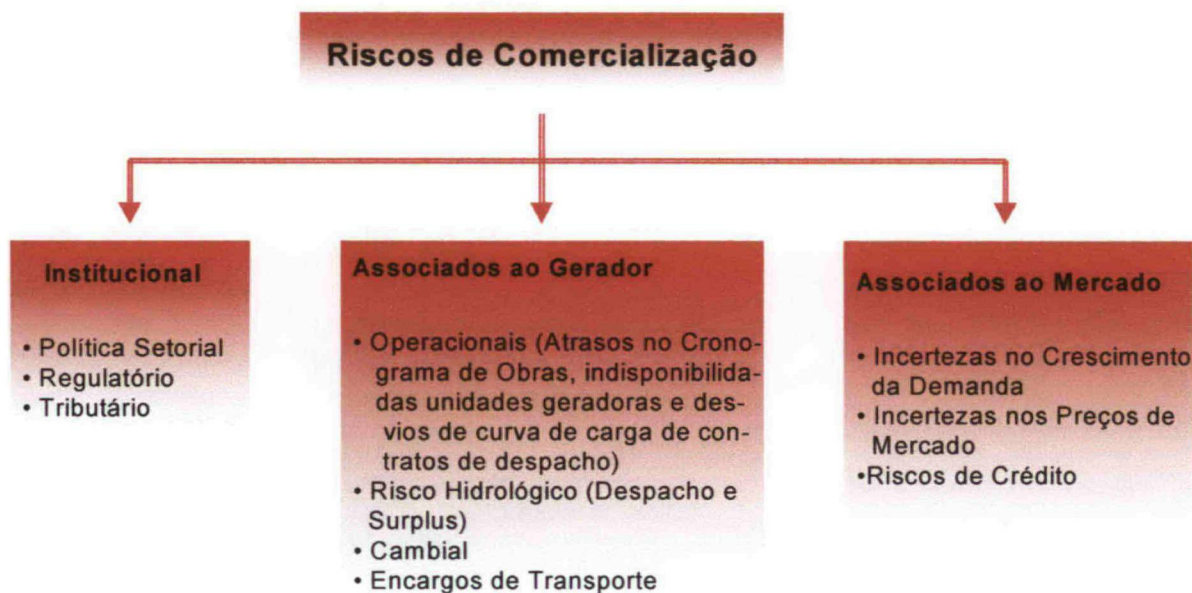 Riscos de Comercialização
Institucional
• Política Setorial
• Regulatório
• Tributário
Associados ao Gerador
• Operacionais (Atrasos no Crono-
grama de Obras, indisponibilida-
das unidades geradoras e des-
vios de curva de carga de con-
tratos de despacho)
• Risco Hidrológico (Despacho e
Surplus)
• Cambial
• Encargos de Transporte
Associados ao Mercado
• Incertezas no Crescimento
da Demanda
• Incertezas nos Preços de
Mercado
•Riscos de Crédito